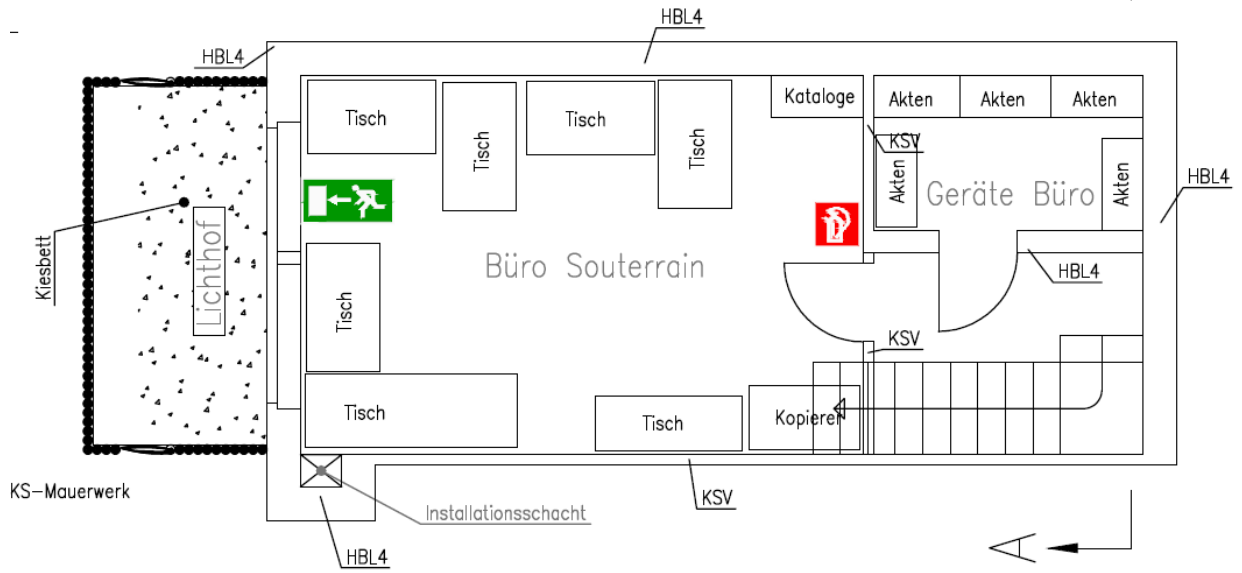 HBL4
HBL4
Tisch
Tisch
Tisch
Tisch
Kataloge
Akten
Akten
Akten
KSV
Akten
Geräte Büro
Akten
HBL4
Kiesbett
Lichthof
Büro Souterrain
HBL4
Tisch
KSV
Tisch
Tisch
Kopierer
KS-Mauerwerk
KSV
Installationsschacht
HBL4
A